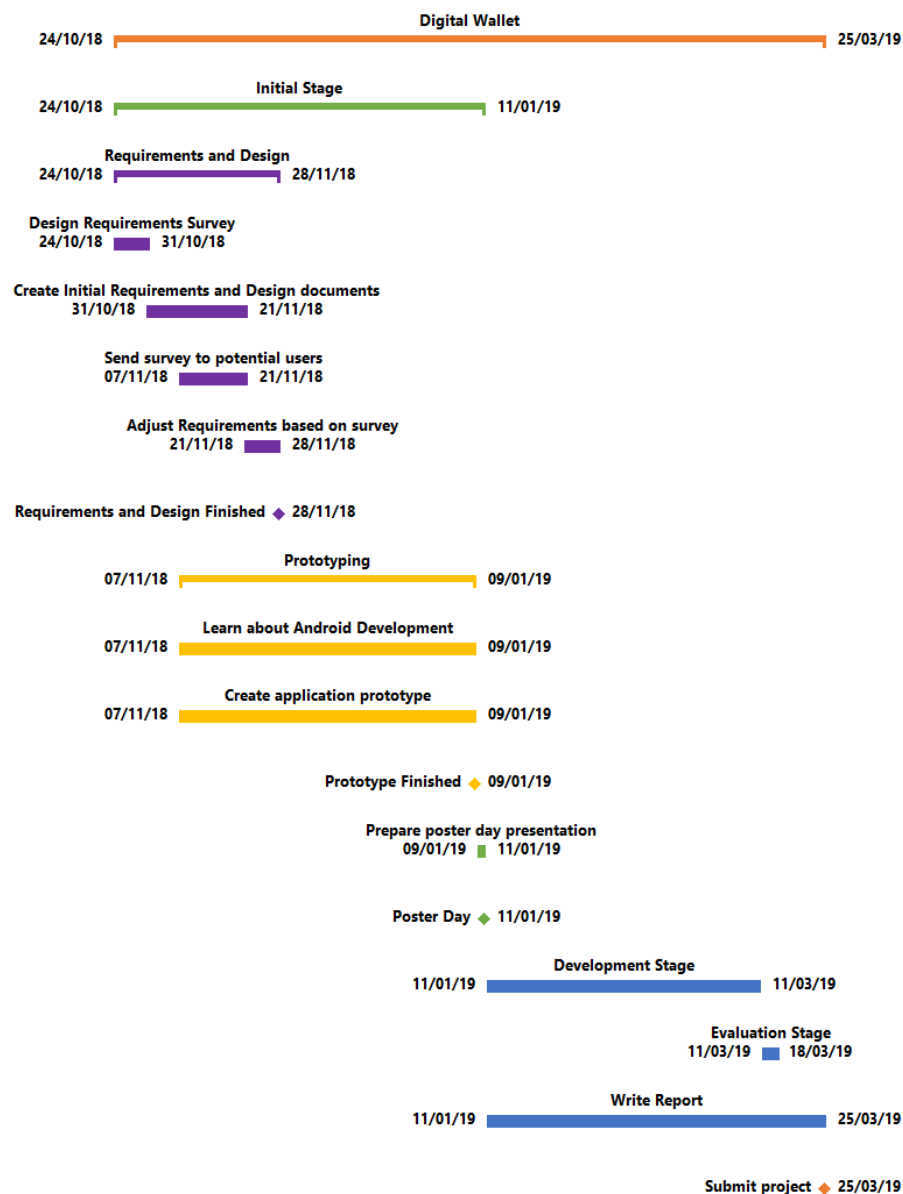 Digital Wallet
24/10/18 25/03/19
Initial Stage
24/10/18 11/01/19
Requirements and Design
24/10/18 28/11/18
Design Requirements Survey
24/10/18 31/10/18
Create Initial Requirements and Design documents
31/10/18 21/11/18
Send survey to potential users
07/11/18 21/11/18
Adjust Requirements based on survey
21/11/18 28/11/18
Requirements and Design Finished 28/11/18
Prototyping
07/11/18 09/01/19
Learn about Android Development
07/11/18 09/01/19
Create application prototype
07/11/18 09/01/19
Prototype Finished 09/01/19
Prepare poster day presentation
09/01/19 11/01/19
Poster Day 11/01/19
Development Stage
11/01/19 11/03/19
Evaluation Stage
11/03/19 18/03/19
Write Report
11/01/19 25/03/19
Submit project 25/03/19